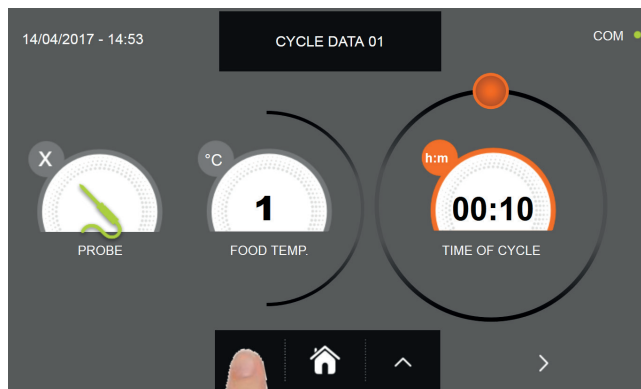 14/04/2017 - 14:53
CYCLE DATA 01
COM
X
°C
h:m
1
00:10
PROBE
FOOD TEMP.
TIME OF CYCLE